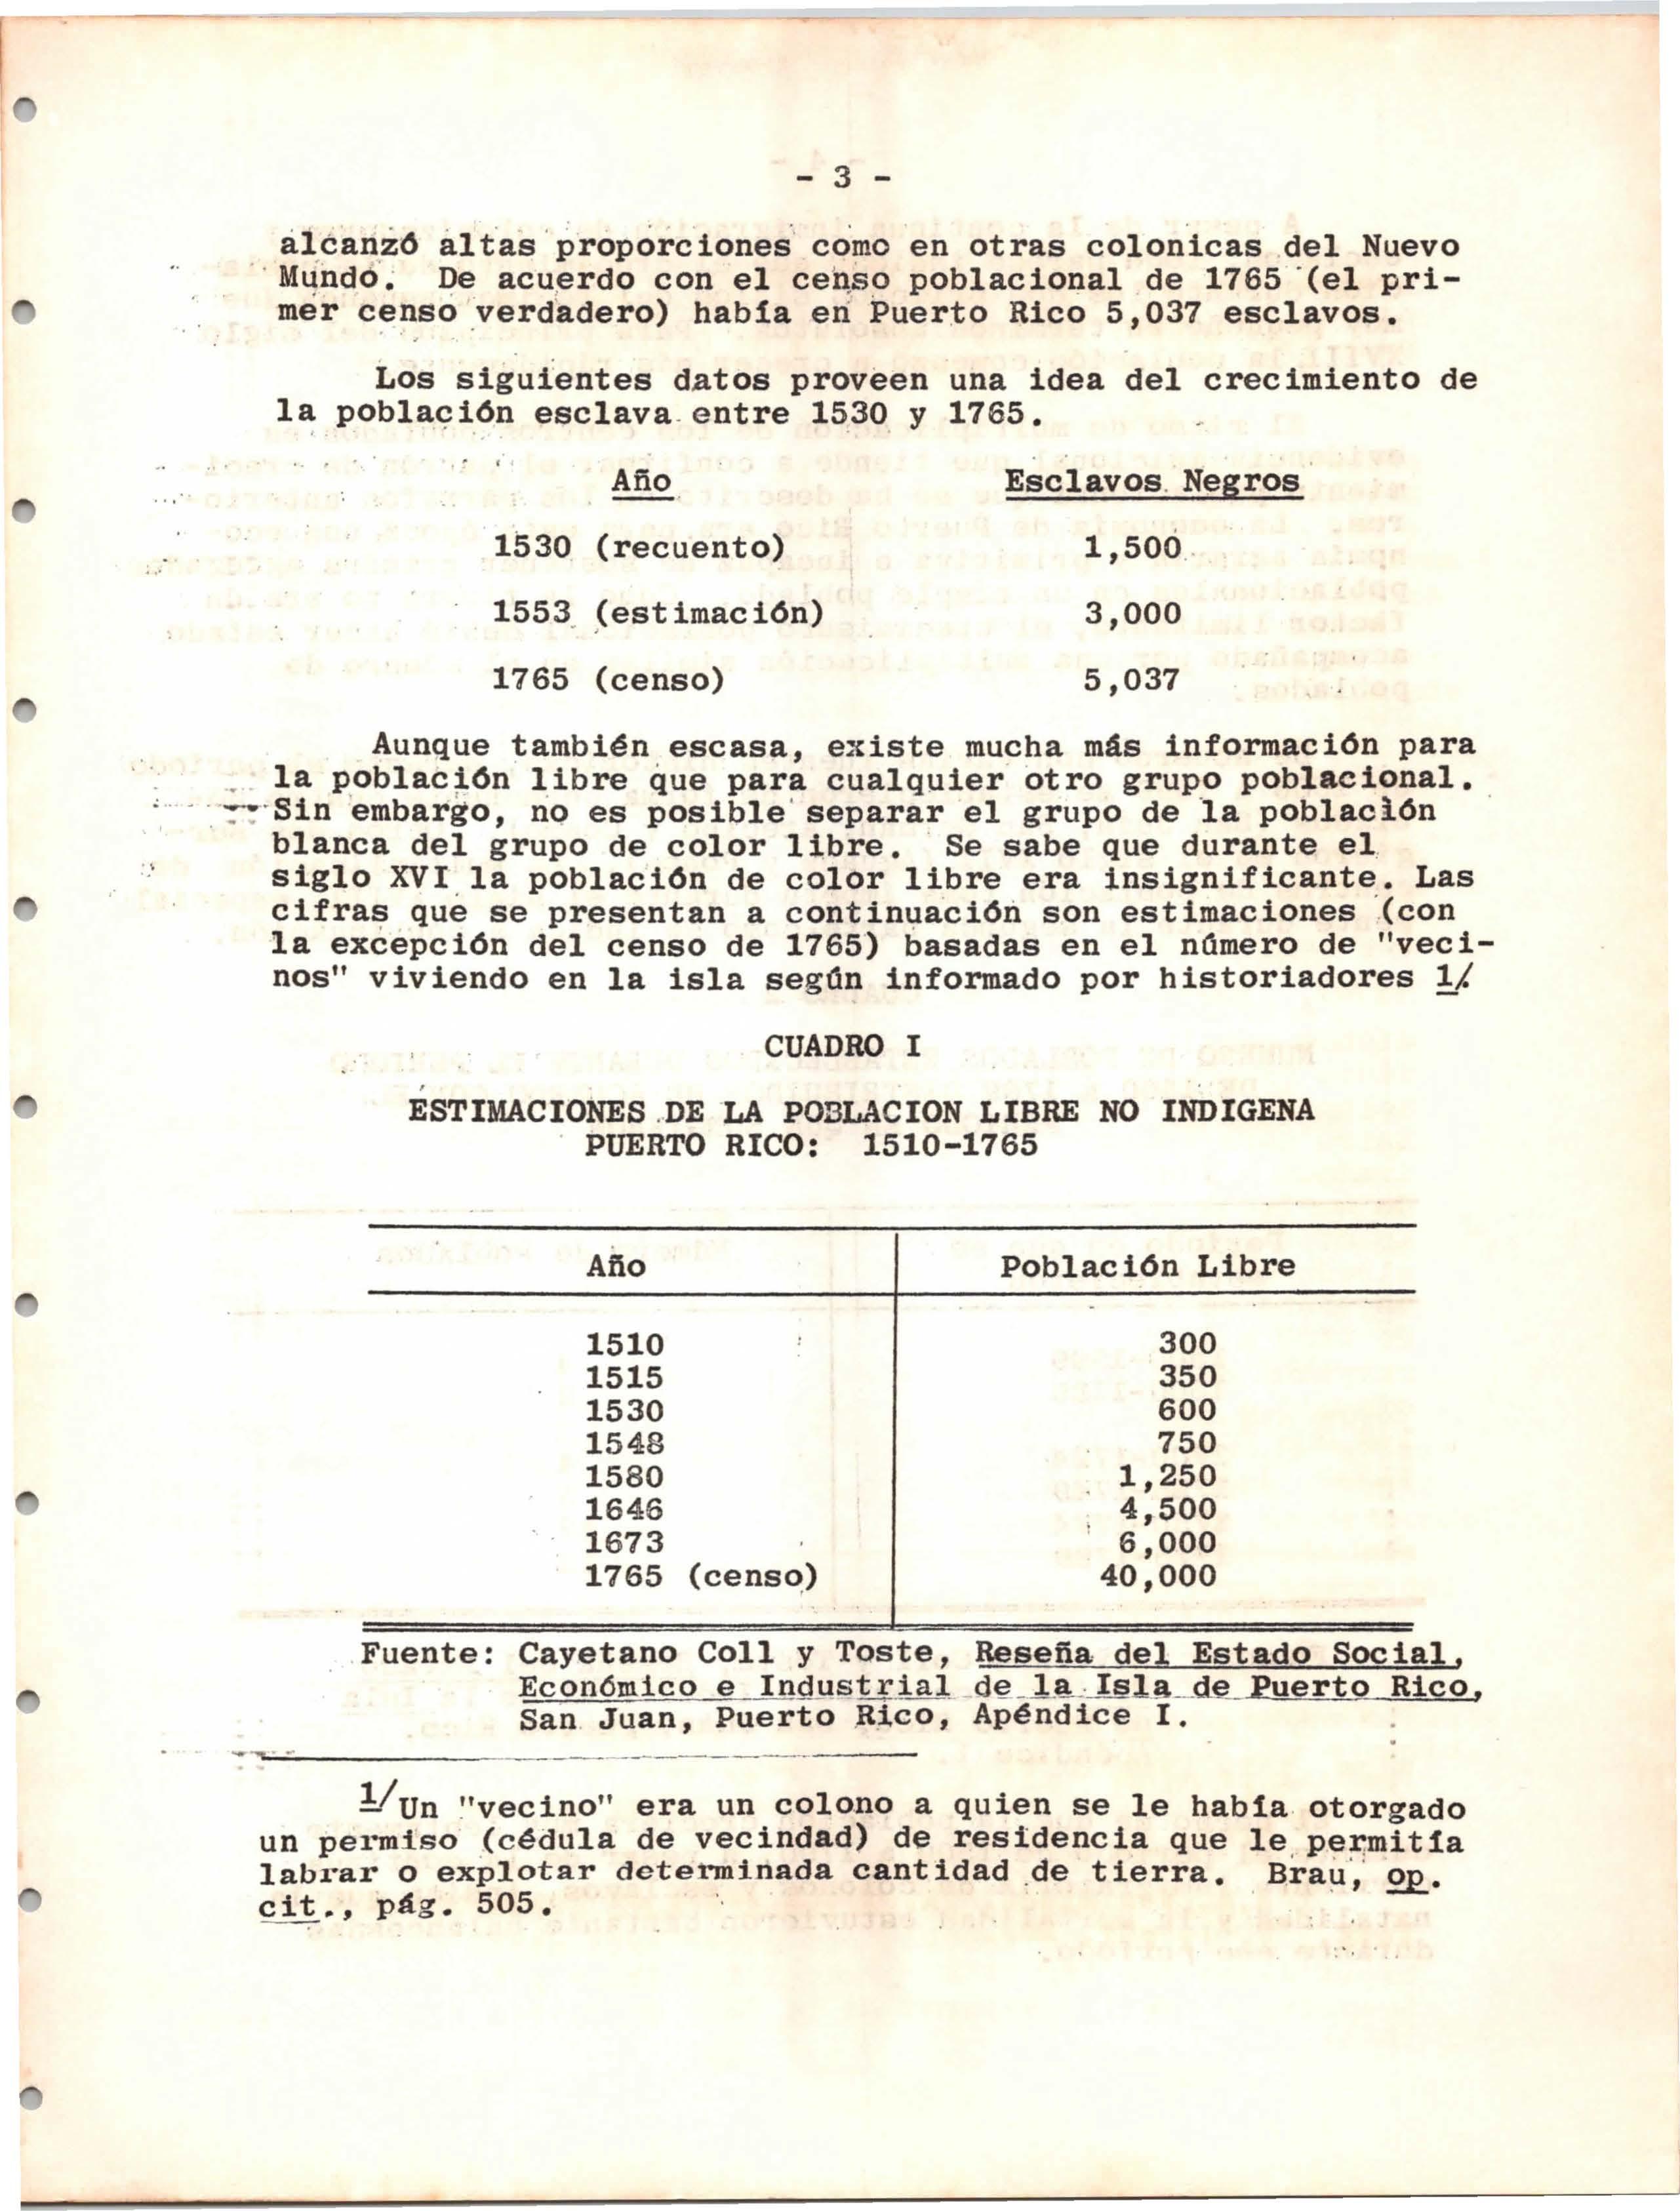 - 3 -
alcanzó altas proporciones como en otras colonicas del Nuevo
Mundo. De acuerdo con el censo poblacional de 1765 (el pri-
mer censo verdadero) había en Puerto Rico 5,037 esclavos.
Los siguientes datos proveen una idea del crecimiento de
la población esclava entre 1530 y 1765.
Año Esclavos Negros
1530 (recuento) 1,500
1553 (estimación) 3,000
1765 (censo) 5,037
Aunque también escasa, existe mucha más información para
la población libre que para cualquier otro grupo poblacional.
Sin embargo, no es posible separar el grupo de la población
blanca del grupo de color libre. Se sabe que durante el
siglo XVI la población de color libre era insignificante. Las
cifras que se presentan a continuación son estimaciones (con
la excepción del censo de 1765) basadas en el número de "veci-
nos" viviendo en la isla según informado por historiadores 1/.
CUADRO I
ESTIMACIONES DE LA POBLACION LIBRE NO INDIGENA
PUERTO RICO: 1510-1765
Año Población Libre
1510 300
1515 350
1530 600
1548 750
1580 1,250
1646 4,500
1673 6,000
1765 (censo) 40,000
Fuente: Cayetano Coll y Toste, Reseña del Estado Social,
Económico e Industrial de la Isla de Puerto Rico,
San Juan, Puerto Rico, Apéndice I.
1/Un "vecino" era un colono a quien se le había otorgado
un permiso (cédula de vecindad) de residencia que le permitía
labrar o explotar determinada cantidad de tierra. Brau, op.
cit., pág. 505.